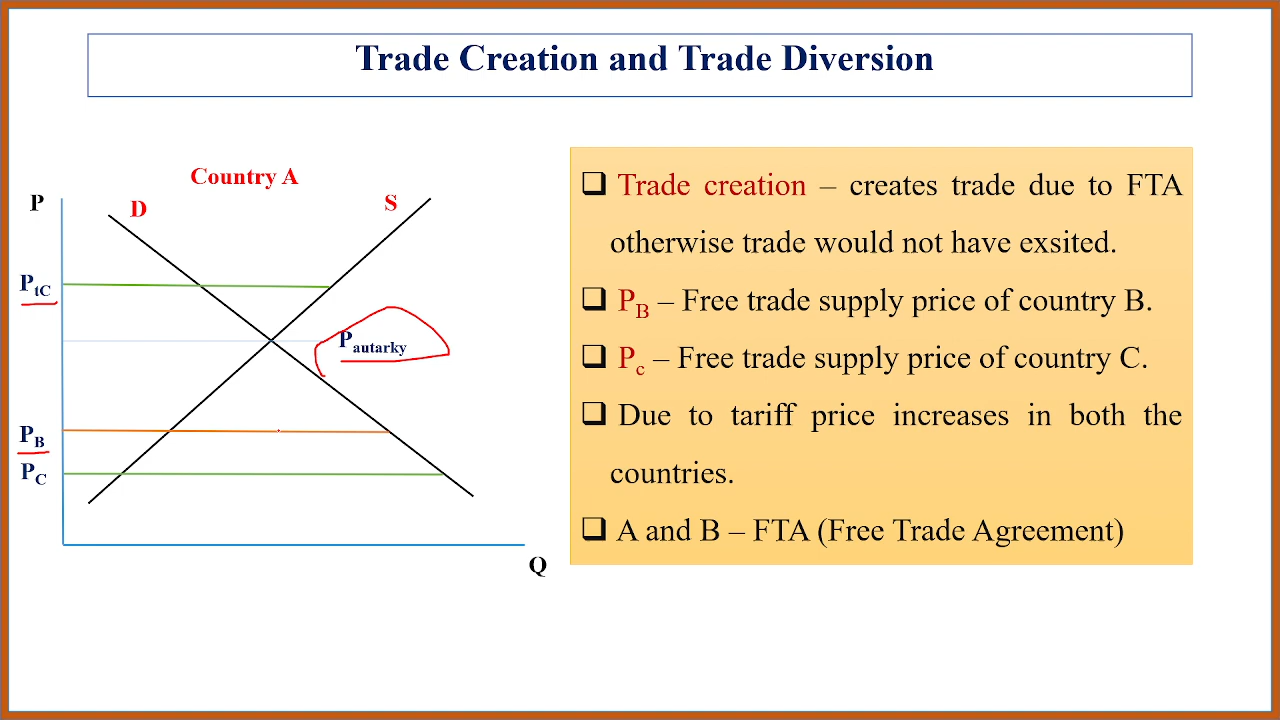 Trade Creation and Trade Diversion
Country A
P
D
S
PtC
Pautarky
PB
PC
Q
❑ Trade creation – creates trade due to FTA
otherwise trade would not have exsited.
❑ PB – Free trade supply price of country B.
❑ Pc – Free trade supply price of country C.
❑ Due to tariff price increases in both the
countries.
❑ A and B – FTA (Free Trade Agreement)